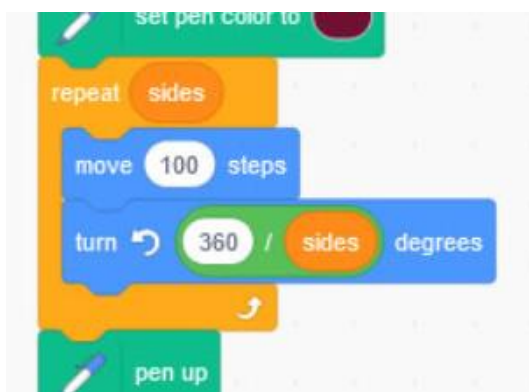 set pen color to
repeat sides
move 100 steps
turn 360 / sides degrees
pen up